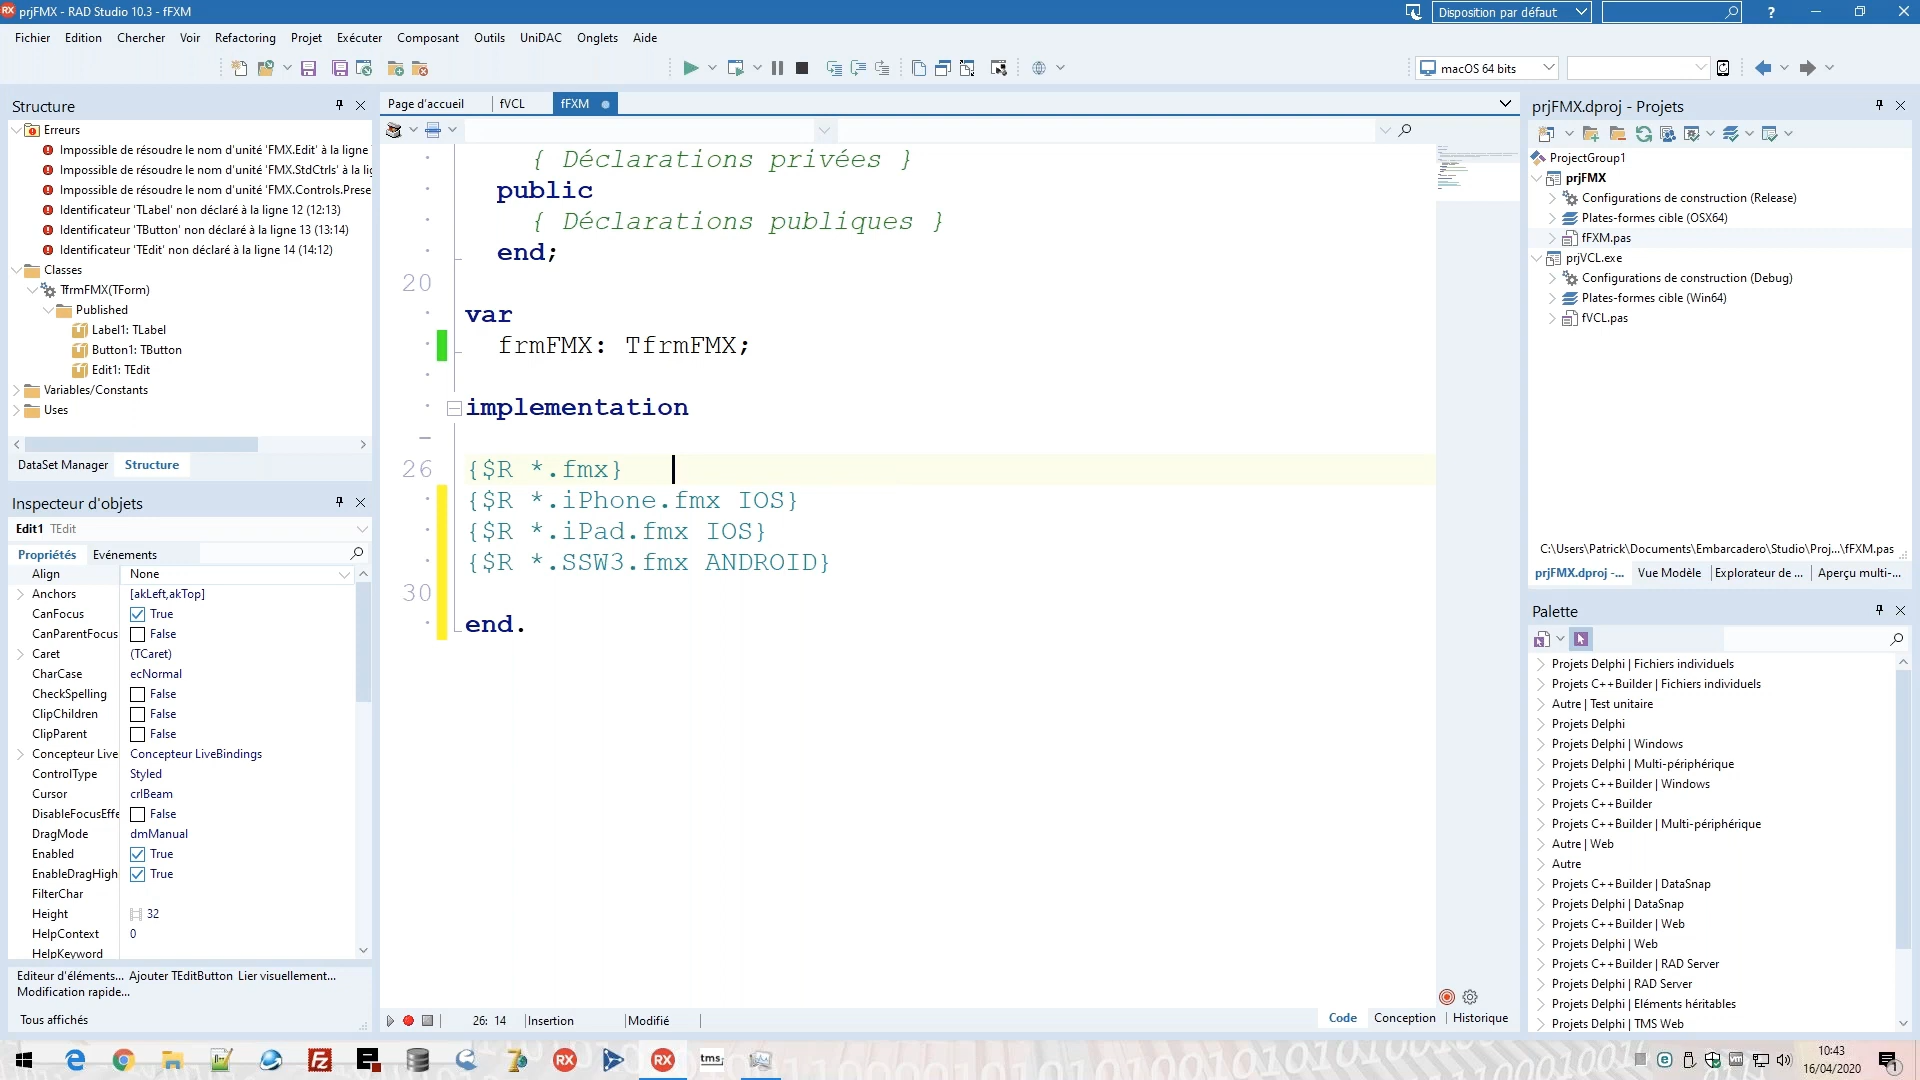 prjFMX - RAD Studio 10.3 - fFXM
Disposition par défaut
?
Fichier Edition Chercher Voir Refactoring Projet Exécuter Composant Outils UniDAC Onglets Aide
macOS 64 bits
Structure
Erreurs
Impossible de résoudre le nom d'unité 'FMX.Edit' à la ligne
Impossible de résoudre le nom d'unité 'FMX.StdCtrls' à la lig
Impossible de résoudre le nom d'unité 'FMX.Controls.Prese
Identificateur 'TLabel' non déclaré à la ligne 12 (12:13)
Identificateur 'TButton' non déclaré à la ligne 13 (13:14)
Identificateur 'TEdit' non déclaré à la ligne 14 (14:12)
Classes
TfrmFMX(TForm)
Published
Label1: TLabel
Button1: TButton
Edit1: TEdit
Variables/Constants
Uses
DataSet Manager Structure
Inspecteur d'objets
Edit1 TEdit
Propriétés Evénements
Align None
Anchors [akLeft,akTop]
CanFocus True
CanParentFocus False
Caret (TCaret)
CharCase ecNormal
CheckSpelling False
ClipChildren False
ClipParent False
Concepteur Live Concepteur LiveBindings
ControlType Styled
Cursor crIBeam
DisableFocusEffe False
DragMode dmManual
Enabled True
EnableDragHigh True
FilterChar
Height 32
HelpContext 0
HelpKeyword
Editeur d'éléments... Ajouter TEditButton Lier visuellement...
Modification rapide...
Tous affichés
Page d'accueil fVCL fFXM
{ Déclarations privées }
public
{ Déclarations publiques }
end;
20
var
frmFMX: TfrmFMX;
implementation
26 {$R *.fmx}
{$R *.iPhone.fmx IOS}
{$R *.iPad.fmx IOS}
{$R *.SSW3.fmx ANDROID}
30
end.
26: 14 Insertion Modifié
Code Conception Historique
prjFMX.dproj - Projets
ProjectGroup1
prjFMX
Configurations de construction (Release)
Plates-formes cible (OSX64)
fFXM.pas
prjVCL.exe
Configurations de construction (Debug)
Plates-formes cible (Win64)
fVCL.pas
C:\Users\Patrick\Documents\Embarcadero\Studio\Proj...\fFXM.pas
prjFMX.dproj -... Vue Modèle Explorateur de ... Aperçu multi-...
Palette
Projets Delphi | Fichiers individuels
Projets C++Builder | Fichiers individuels
Autre | Test unitaire
Projets Delphi
Projets Delphi | Windows
Projets Delphi | Multi-périphérique
Projets C++Builder | Windows
Projets C++Builder
Projets C++Builder | Multi-périphérique
Autre | Web
Autre
Projets C++Builder | DataSnap
Projets Delphi | DataSnap
Projets C++Builder | Web
Projets Delphi | Web
Projets C++Builder | RAD Server
Projets Delphi | RAD Server
Projets Delphi | Eléments héritables
Projets Delphi | TMS Web
RX RX tms
10:43
16/04/2020
1